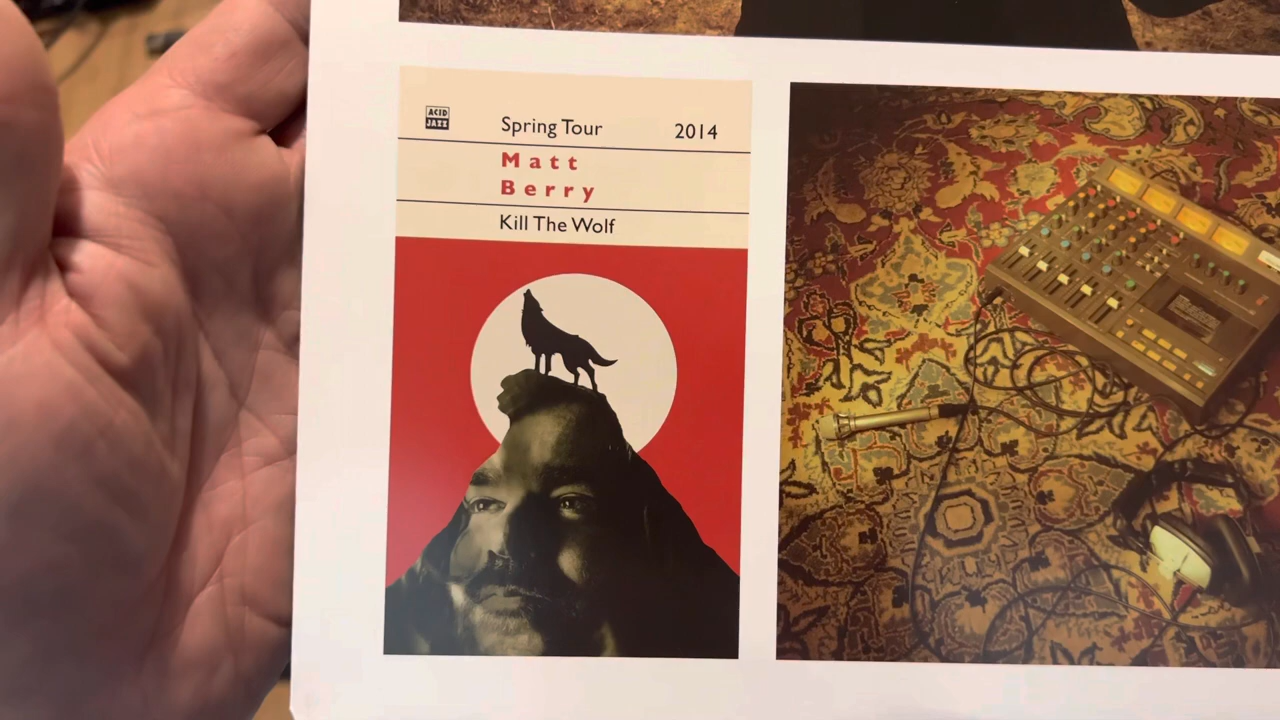 ACID
JAZZ
Spring Tour 2014
Matt
Berry
Kill The Wolf